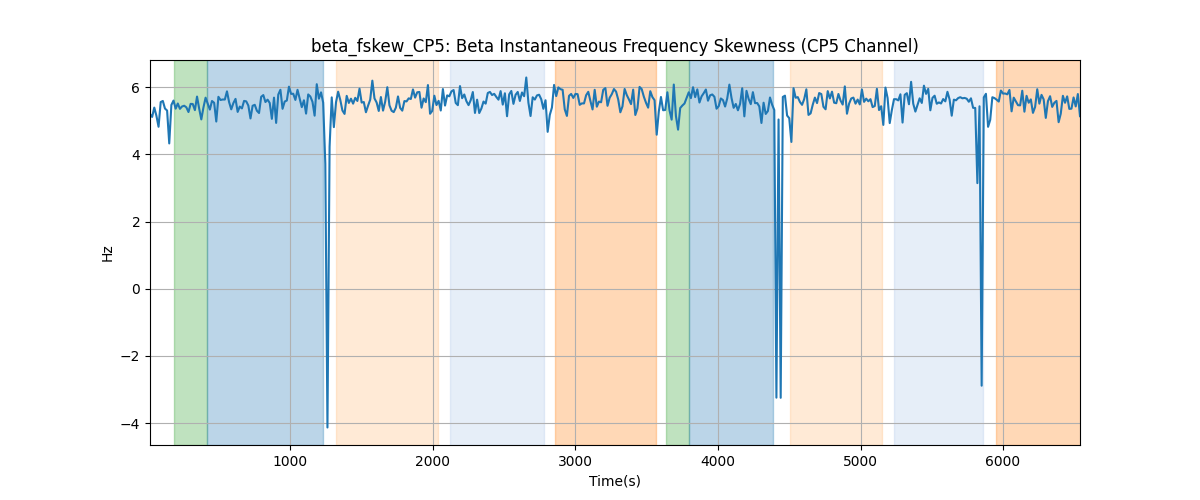 beta_fskew_CP5: Beta Instantaneous Frequency Skewness (CP5 Channel)
6
4
2
0
−2
−4
Hz
1000 2000 3000 4000 5000 6000
Time(s)